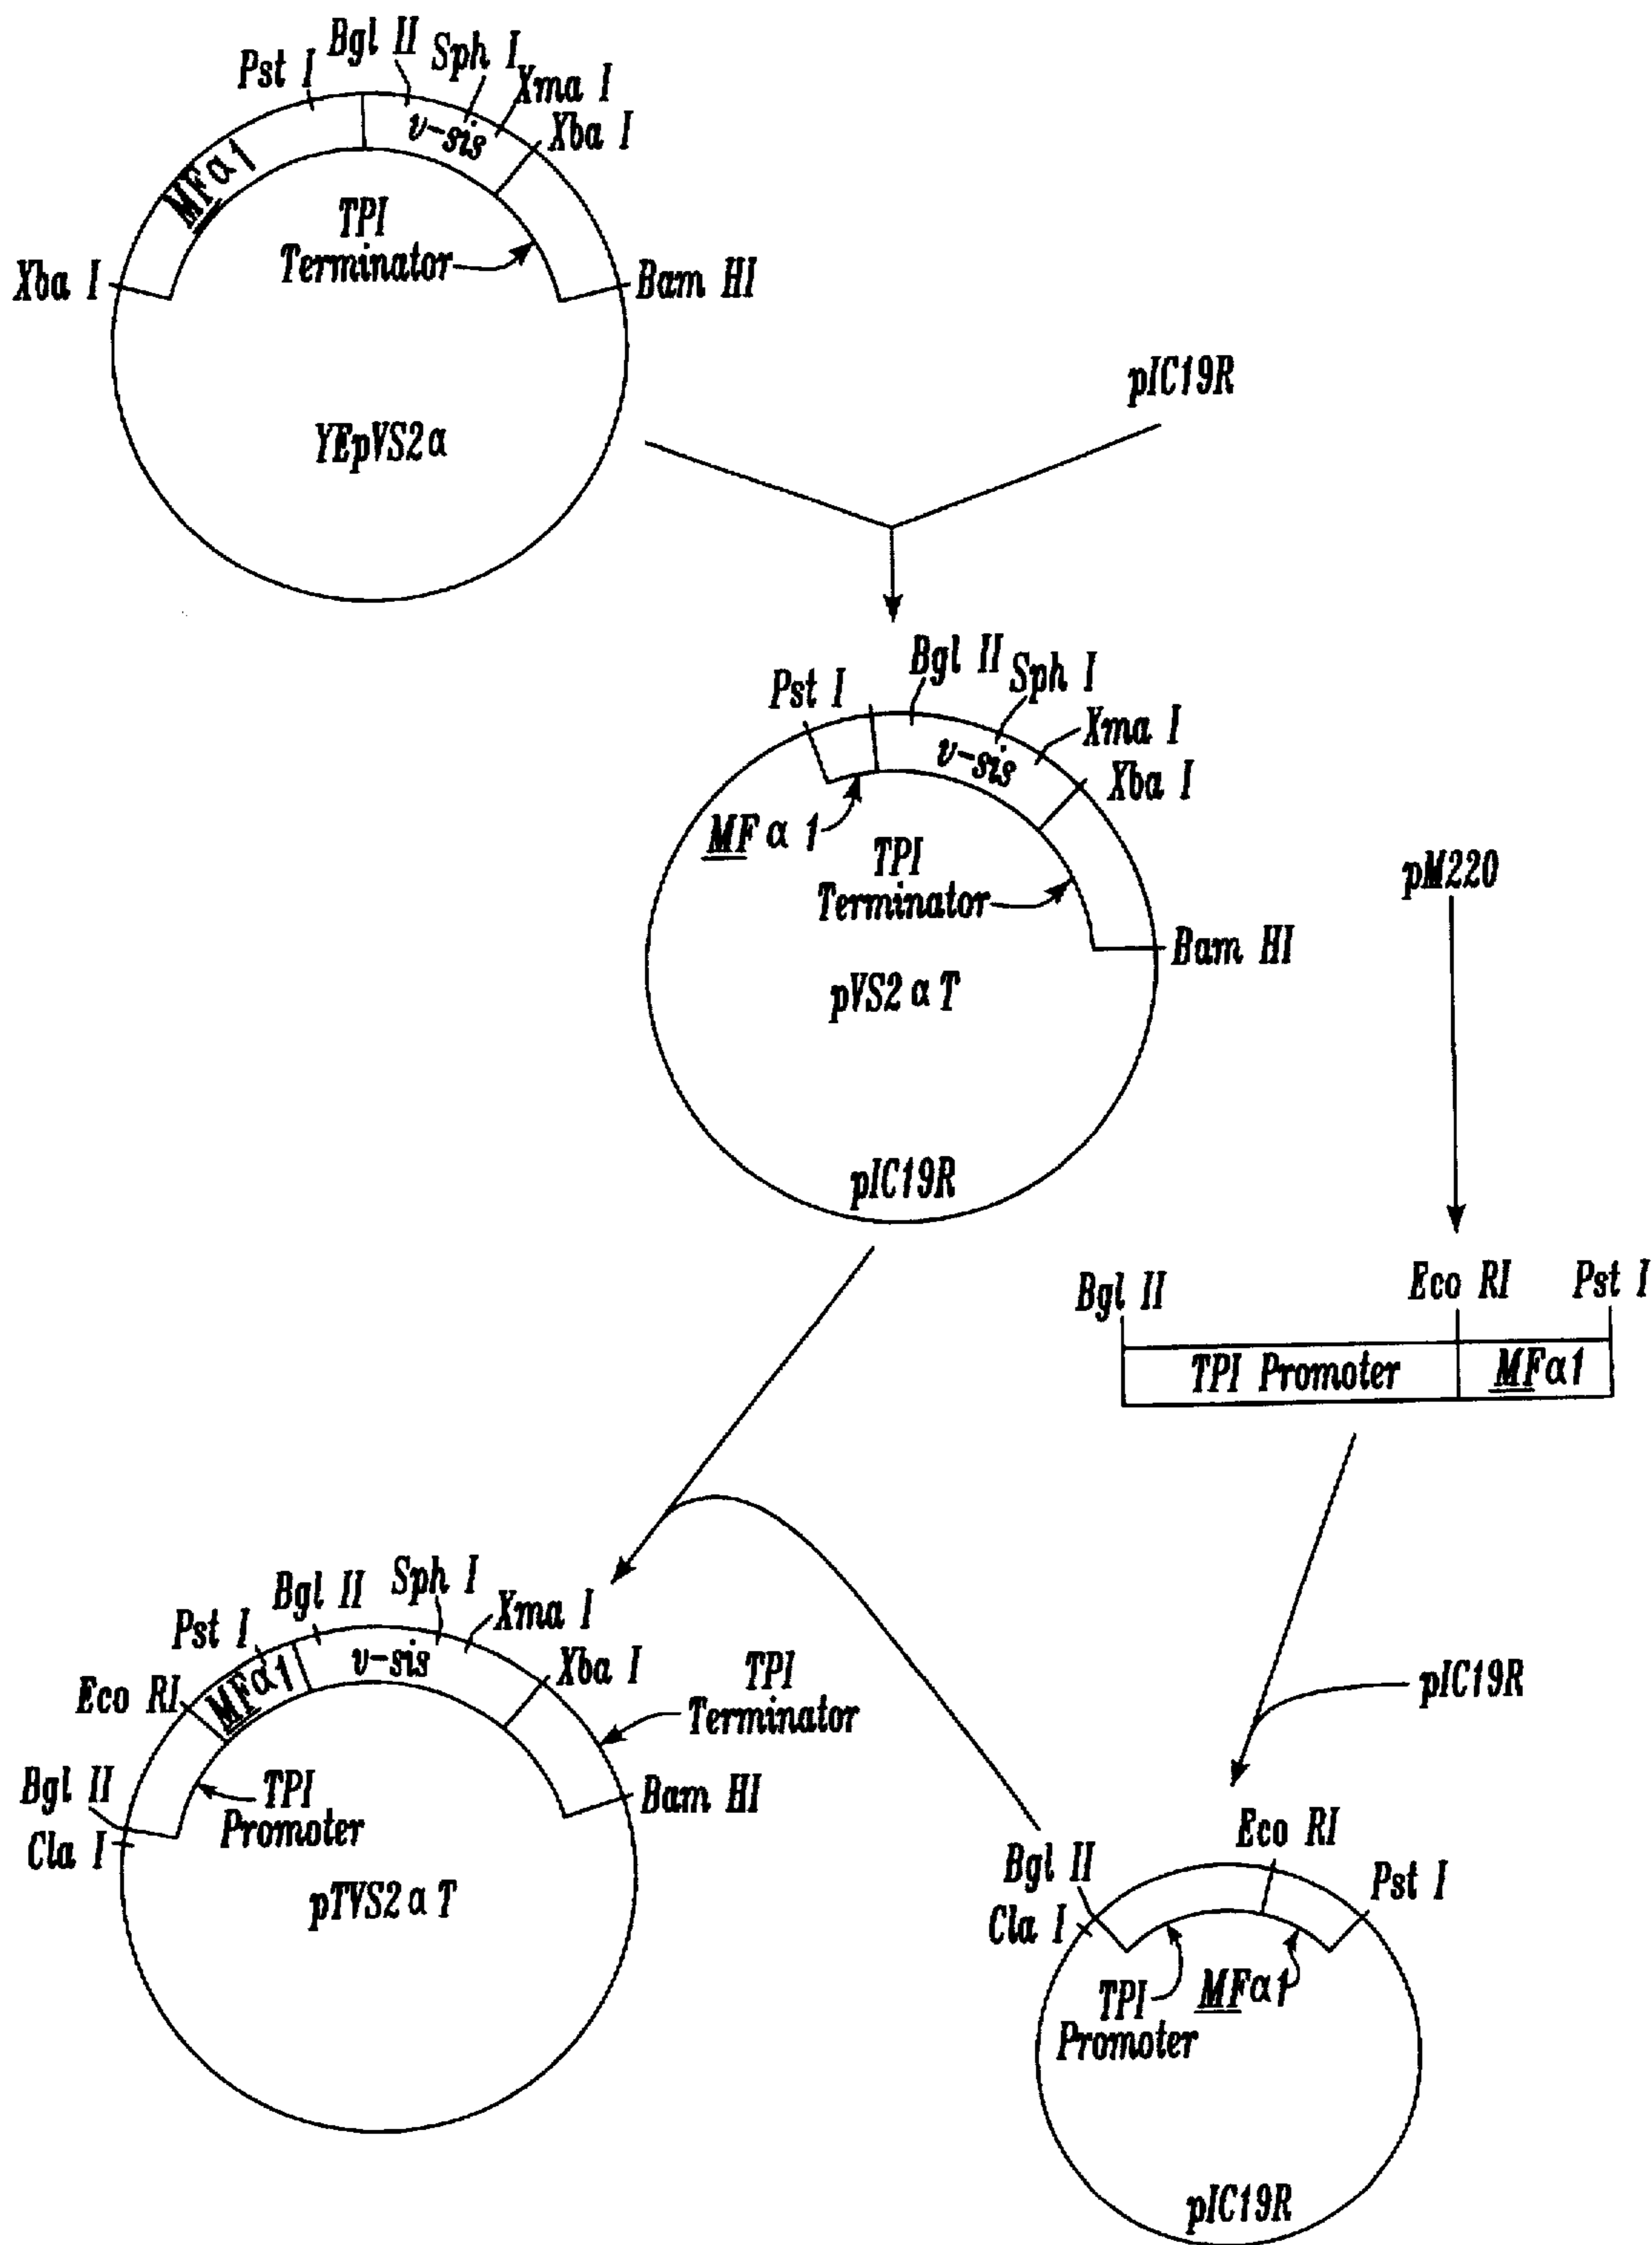 Pst I
Bgl II
Sph I
Xma I
Xba I
v-sis
MFα1
TPI
Terminator
Xba I
Bam HI
YEpVS2α
pIC19R
Pst I
Bgl II
Sph I
Xma I
Xba I
v-sis
MFα 1
TPI
Terminator
Bam HI
pVS2αT
pIC19R
pM220
Bgl II
Eco RI
Pst I
TPI Promoter
MFα1
pIC19R
Pst I
Bgl II
Sph I
Xma I
Xba I
v-sis
MFα1
Eco RI
TPI
Terminator
Bgl II
Cla I
TPI
Promoter
Bam HI
pTVS2αT
Bgl II
Cla I
Eco RI
Pst I
TPI
Promoter
MFα1
pIC19R